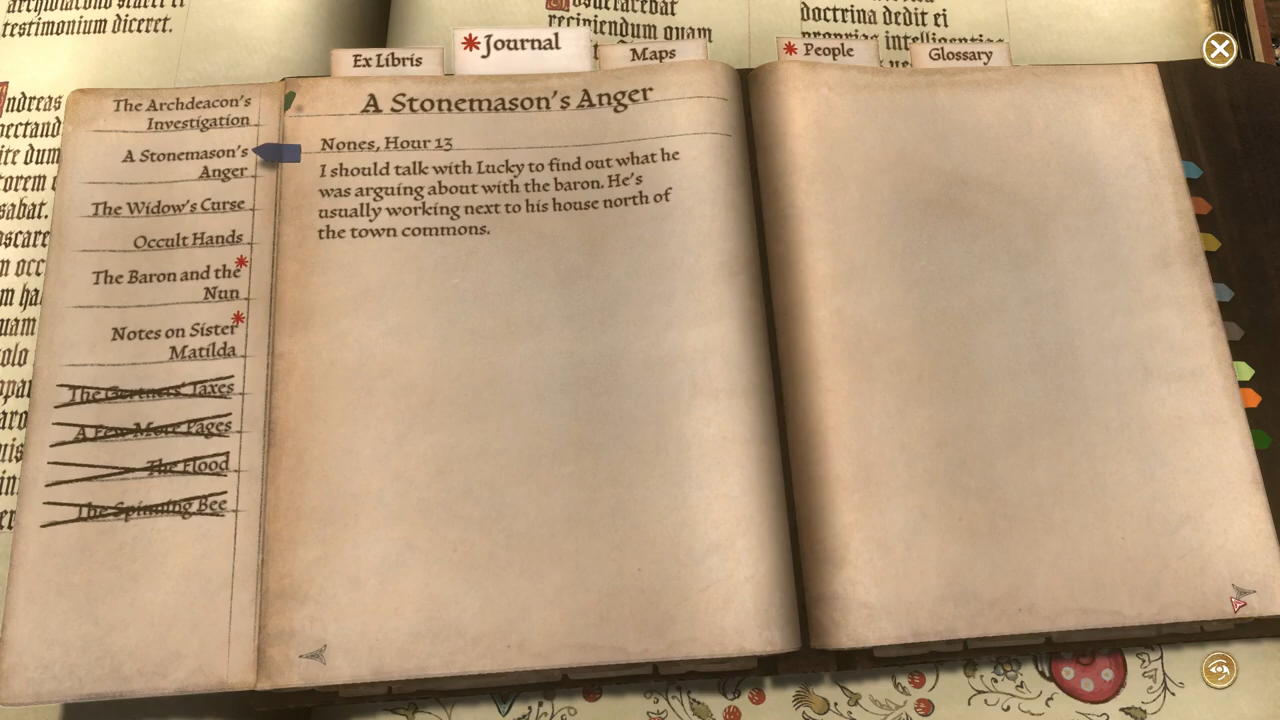 testimonium diceret.
recipiendum quam
doctrina dedit ei
Ex Libris
Journal
Maps
People
Glossary
The Archdeacon's
Investigation
A Stonemason's
Anger
The Widow's Curse
Occult Hands
The Baron and the
Nun
Notes on Sister
Matilda
The Gertners' Taxes
A Few More Pages
The Flood
The Spinning Bee
A Stonemason's Anger
Nones, Hour 13
I should talk with Lucky to find out what he
was arguing about with the baron. He's
usually working next to his house north of
the town commons.